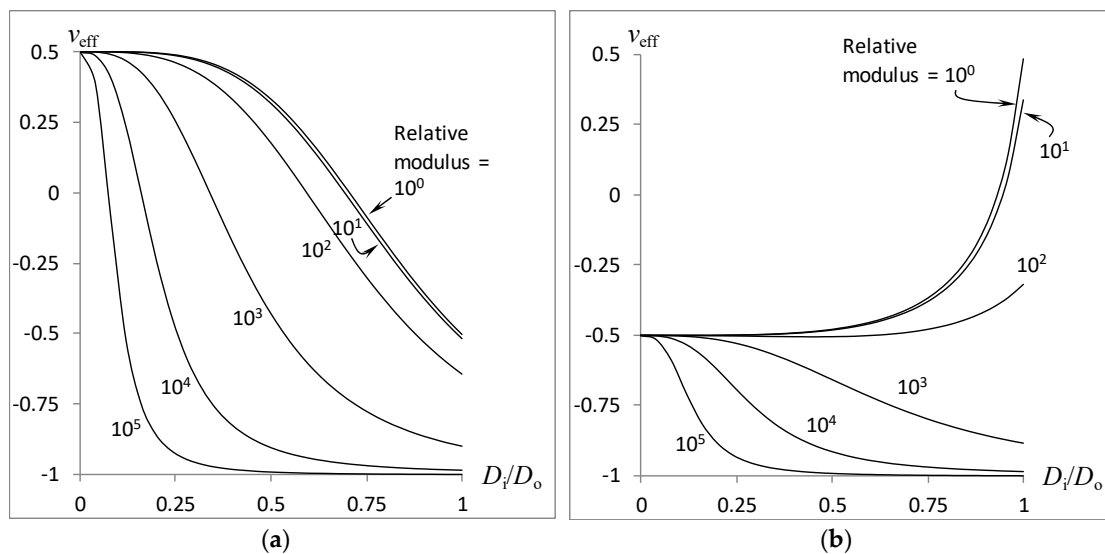 v_eff
0.5
0.25
0
-0.25
-0.5
-0.75
-1
Relative
modulus =
10^0
10^1
10^2
10^3
10^4
10^5
D_i/D_o
0 0.25 0.5 0.75 1
(a)
v_eff
0.5
0.25
0
-0.25
-0.5
-0.75
-1
Relative
modulus = 10^0
10^1
10^2
10^3
10^4
10^5
D_i/D_o
0 0.25 0.5 0.75 1
(b)